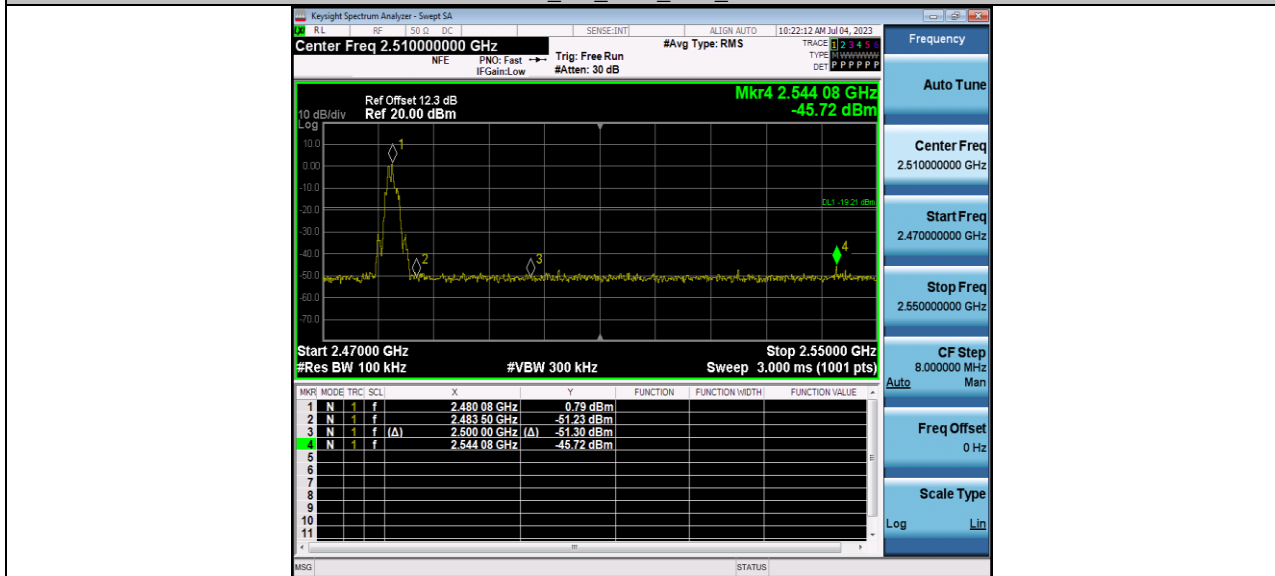 Keysight Spectrum Analyzer - Swept SA
RL RF 50 Ω DC SENSE:INT ALIGN AUTO 10:22:12 AM Jul 04, 2023
Center Freq 2.510000000 GHz
NFE PNO: Fast Trig: Free Run #Avg Type: RMS TRACE 1 2 3 4 5 6
IFGain:Low #Atten: 30 dB TYPE M WWWWW
DET P P P P P P
Mkr4 2.544 08 GHz
-45.72 dBm
Ref Offset 12.3 dB
10 dB/div Ref 20.00 dBm
Log
10.0
0.00
-10.0
-20.0
-30.0
-40.0
-50.0
-60.0
-70.0
1
2
3
4
DL1 -19.21 dBm
Start 2.47000 GHz Stop 2.55000 GHz
#Res BW 100 kHz #VBW 300 kHz Sweep 3.000 ms (1001 pts)
MKR MODE TRC SCL X Y FUNCTION FUNCTION WIDTH FUNCTION VALUE
1 N 1 f 2.480 08 GHz 0.79 dBm
2 N 1 f 2.483 50 GHz -51.23 dBm
3 N 1 f (Δ) 2.500 00 GHz (Δ) -51.30 dBm
4 N 1 f 2.544 08 GHz -45.72 dBm
5
6
7
8
9
10
11
MSG STATUS
Frequency
Auto Tune
Center Freq
2.510000000 GHz
Start Freq
2.470000000 GHz
Stop Freq
2.550000000 GHz
CF Step
8.000000 MHz
Auto Man
Freq Offset
0 Hz
Scale Type
Log Lin